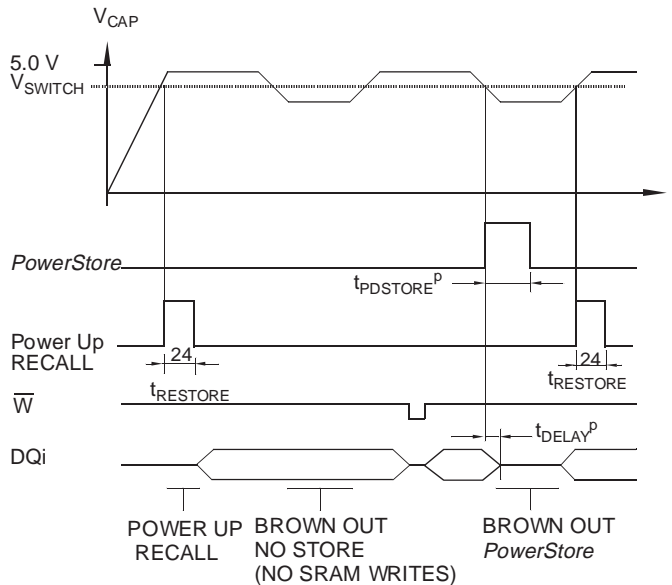 V_CAP
5.0 V
V_SWITCH
PowerStore
t_PDSTORE^p
Power Up
RECALL
24
t_RESTORE
24
t_RESTORE
W̅
t_DELAY^p
DQi
POWER UP
RECALL
BROWN OUT
NO STORE
(NO SRAM WRITES)
BROWN OUT
PowerStore